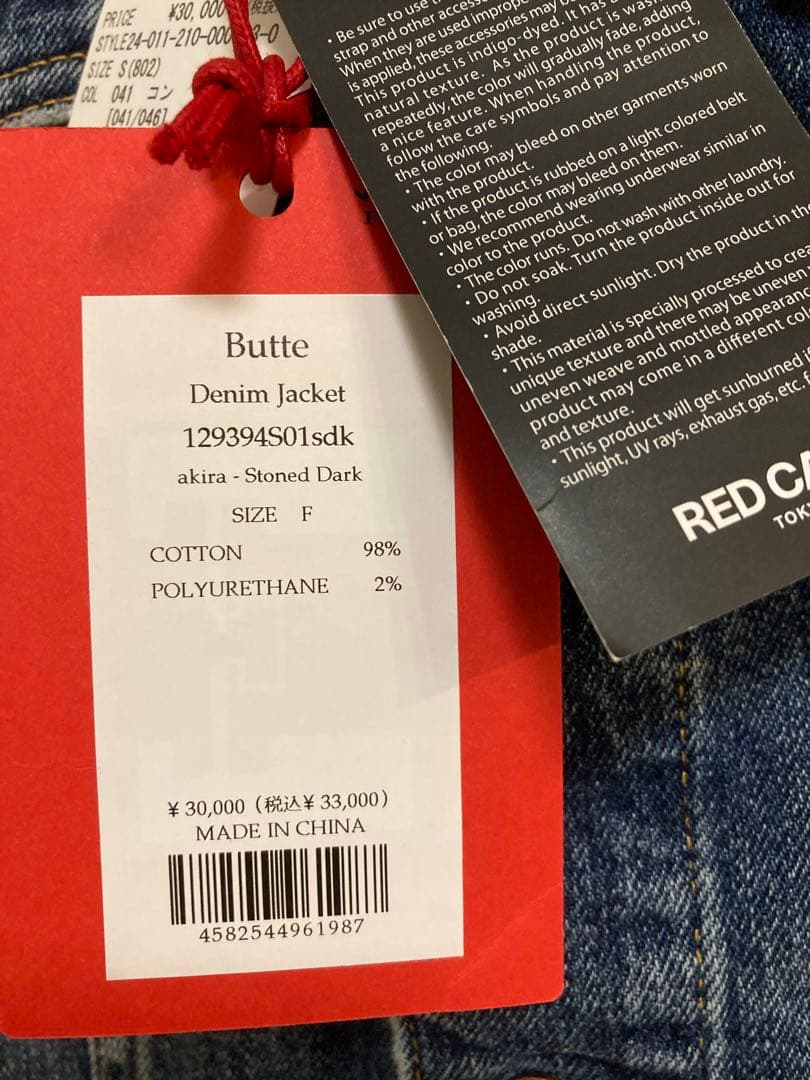 PRICE ¥30,000
STYLE24-011-210-000
SIZE S(802)
COL 041 コン
[041/046]
Butte
Denim Jacket
129394S01sdk
akira - Stoned Dark
SIZE F
COTTON 98%
POLYURETHANE 2%
¥ 30,000 (税込¥ 33,000)
MADE IN CHINA
4582544961987
• Be sure to use
strap and other
When they are used
is applied, these accessories may
This product is indigo-dyed. It has
natural texture. As the product is
repeatedly, the color will gradually fade, adding
a nice feature. When handling the product,
follow the care symbols and pay attention to
the following.
• The color may bleed on other garments worn
with the product.
• If the product is rubbed on a light colored belt
or bag, the color may bleed on them.
• We recommend wearing underwear similar in
color to the product.
• The color runs. Do not wash with other laundry.
• Do not soak. Turn the product inside out for
washing.
• Avoid direct sunlight. Dry the product in the
shade.
• This material is specially processed to
unique texture and there may be
uneven weave and mottled
product may come in a different
and texture.
• This product will get sunburned
sunlight, UV rays, exhaust gas, etc.
RED